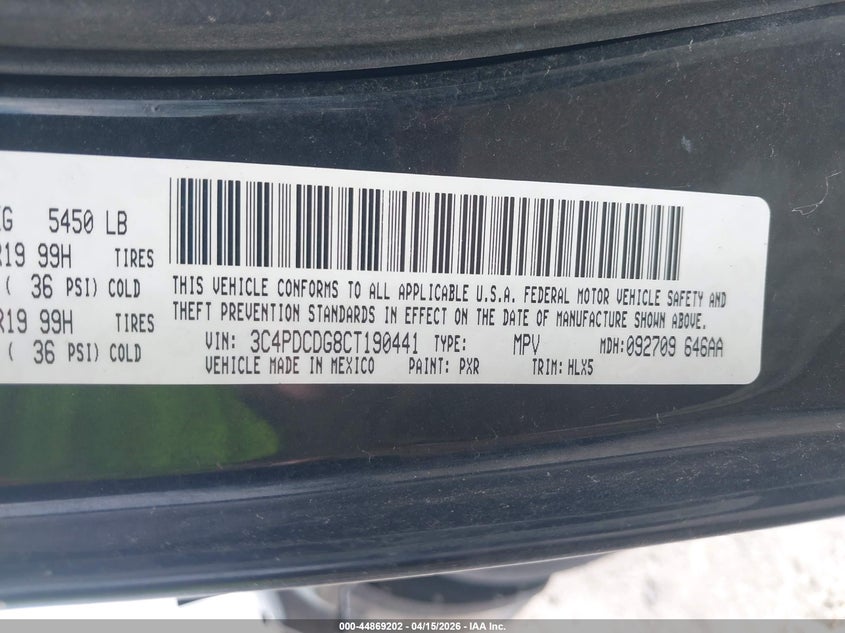 5450 LB
R19 99H TIRES
( 36 PSI) COLD
R19 99H TIRES
( 36 PSI) COLD
THIS VEHICLE CONFORMS TO ALL APPLICABLE U.S.A. FEDERAL MOTOR VEHICLE SAFETY AND
THEFT PREVENTION STANDARDS IN EFFECT ON THE DATE OF MANUFACTURE SHOWN ABOVE.
VIN: 3C4PDCDG8CT190441 TYPE: MPV MDH: 092709 646AA
VEHICLE MADE IN MEXICO PAINT: PXR TRIM: HLX5
000-44869202 - 04/15/2026 - © IAA Inc.